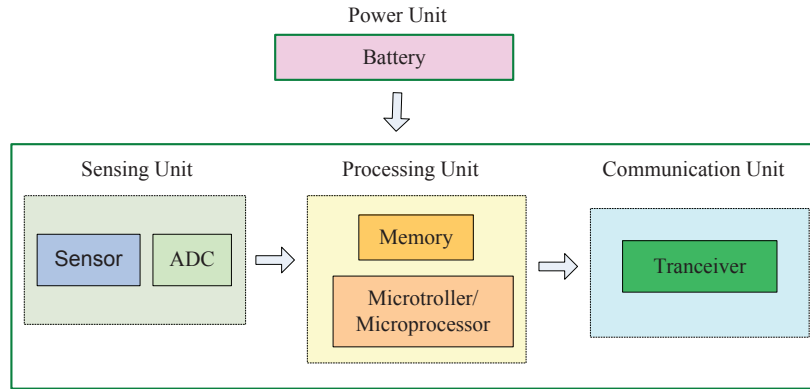 Power Unit
Battery
Sensing Unit
Processing Unit
Communication Unit
Sensor
ADC
Memory
Microtroller/
Microprocessor
Tranceiver